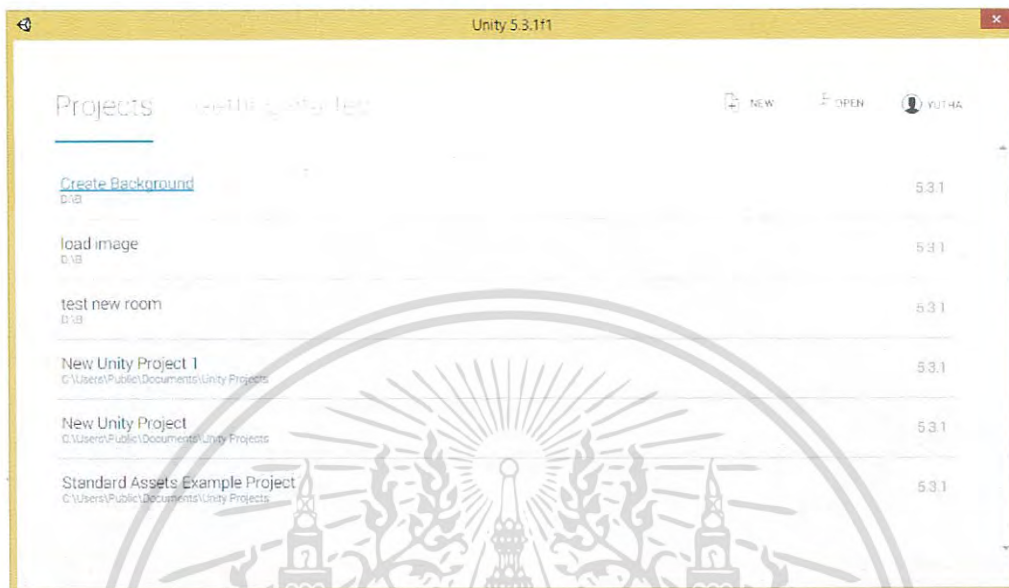 Unity 5.3.1f1
Projects
NEW
OPEN
YUTHA
Create Background
5.3.1
D:\B
load image
5.3.1
D:\B
test new room
5.3.1
D:\B
New Unity Project 1
5.3.1
C:\Users\Public\Documents\Unity Projects
New Unity Project
5.3.1
C:\Users\Public\Documents\Unity Projects
Standard Assets Example Project
5.3.1
C:\Users\Public\Documents\Unity Projects